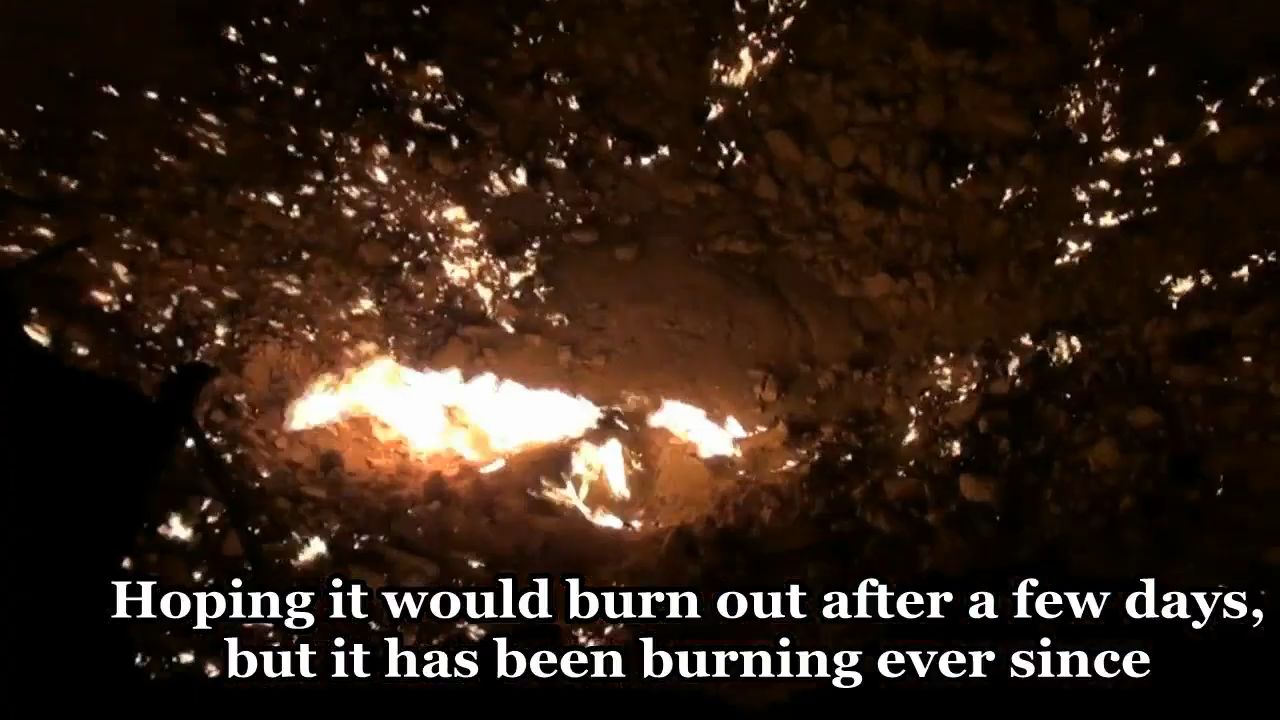 Hoping it would burn out after a few days,
but it has been burning ever since